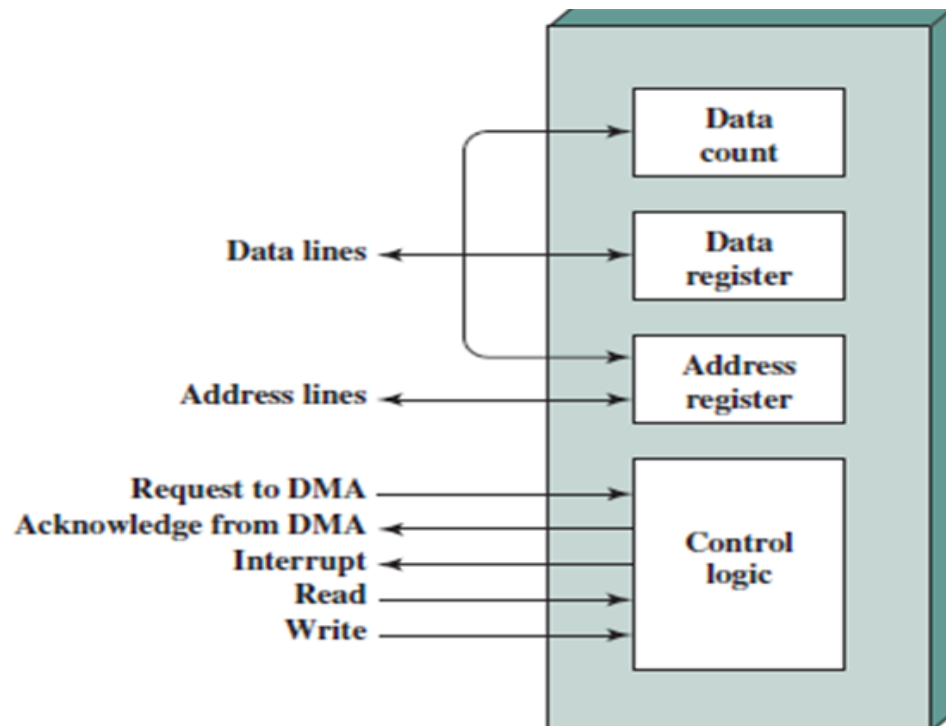 Data
count
Data lines
Data
register
Address
register
Address lines
Request to DMA
Acknowledge from DMA
Interrupt
Read
Write
Control
logic